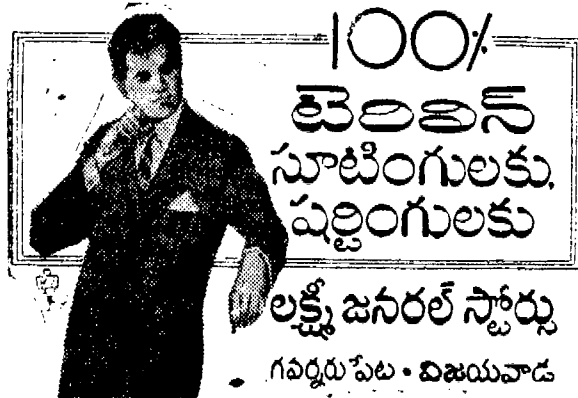 100%
టెరిలిన్
సూటింగులకు,
షర్టింగులకు
లక్ష్మీ జనరల్ స్టోర్సు
గవర్నరుపేట • విజయవాడ